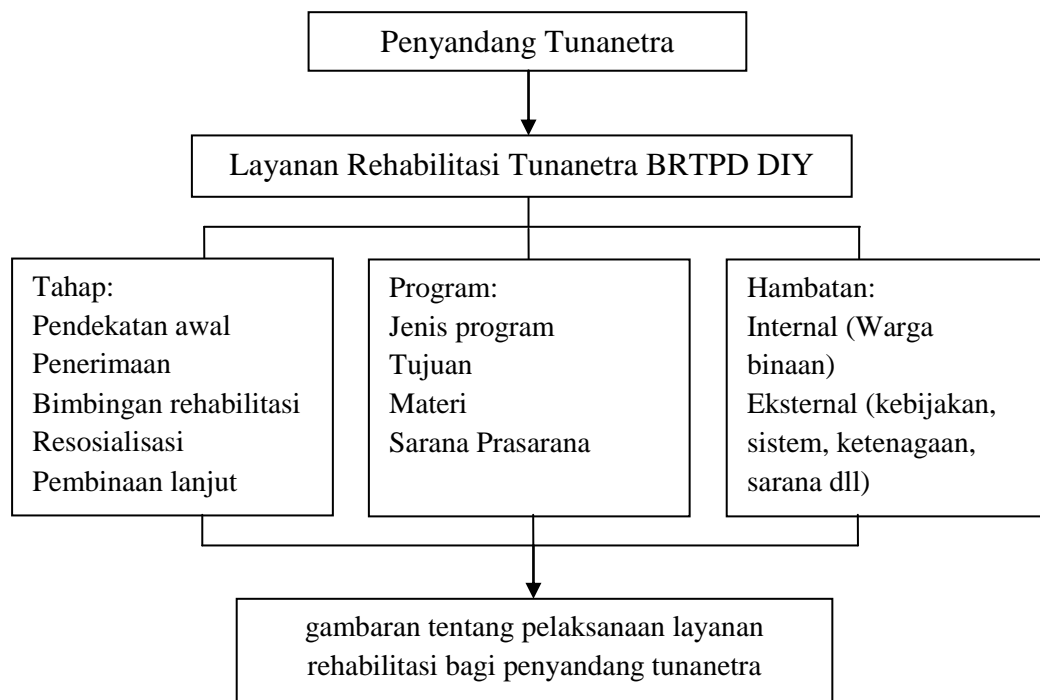 Penyandang Tunanetra
Layanan Rehabilitasi Tunanetra BRTPD DIY
Tahap:
Pendekatan awal
Penerimaan
Bimbingan rehabilitasi
Resosialisasi
Pembinaan lanjut
Program:
Jenis program
Tujuan
Materi
Sarana Prasarana
Hambatan:
Internal (Warga
binaan)
Eksternal (kebijakan,
sistem, ketenagaan,
sarana dll)
gambaran tentang pelaksanaan layanan
rehabilitasi bagi penyandang tunanetra